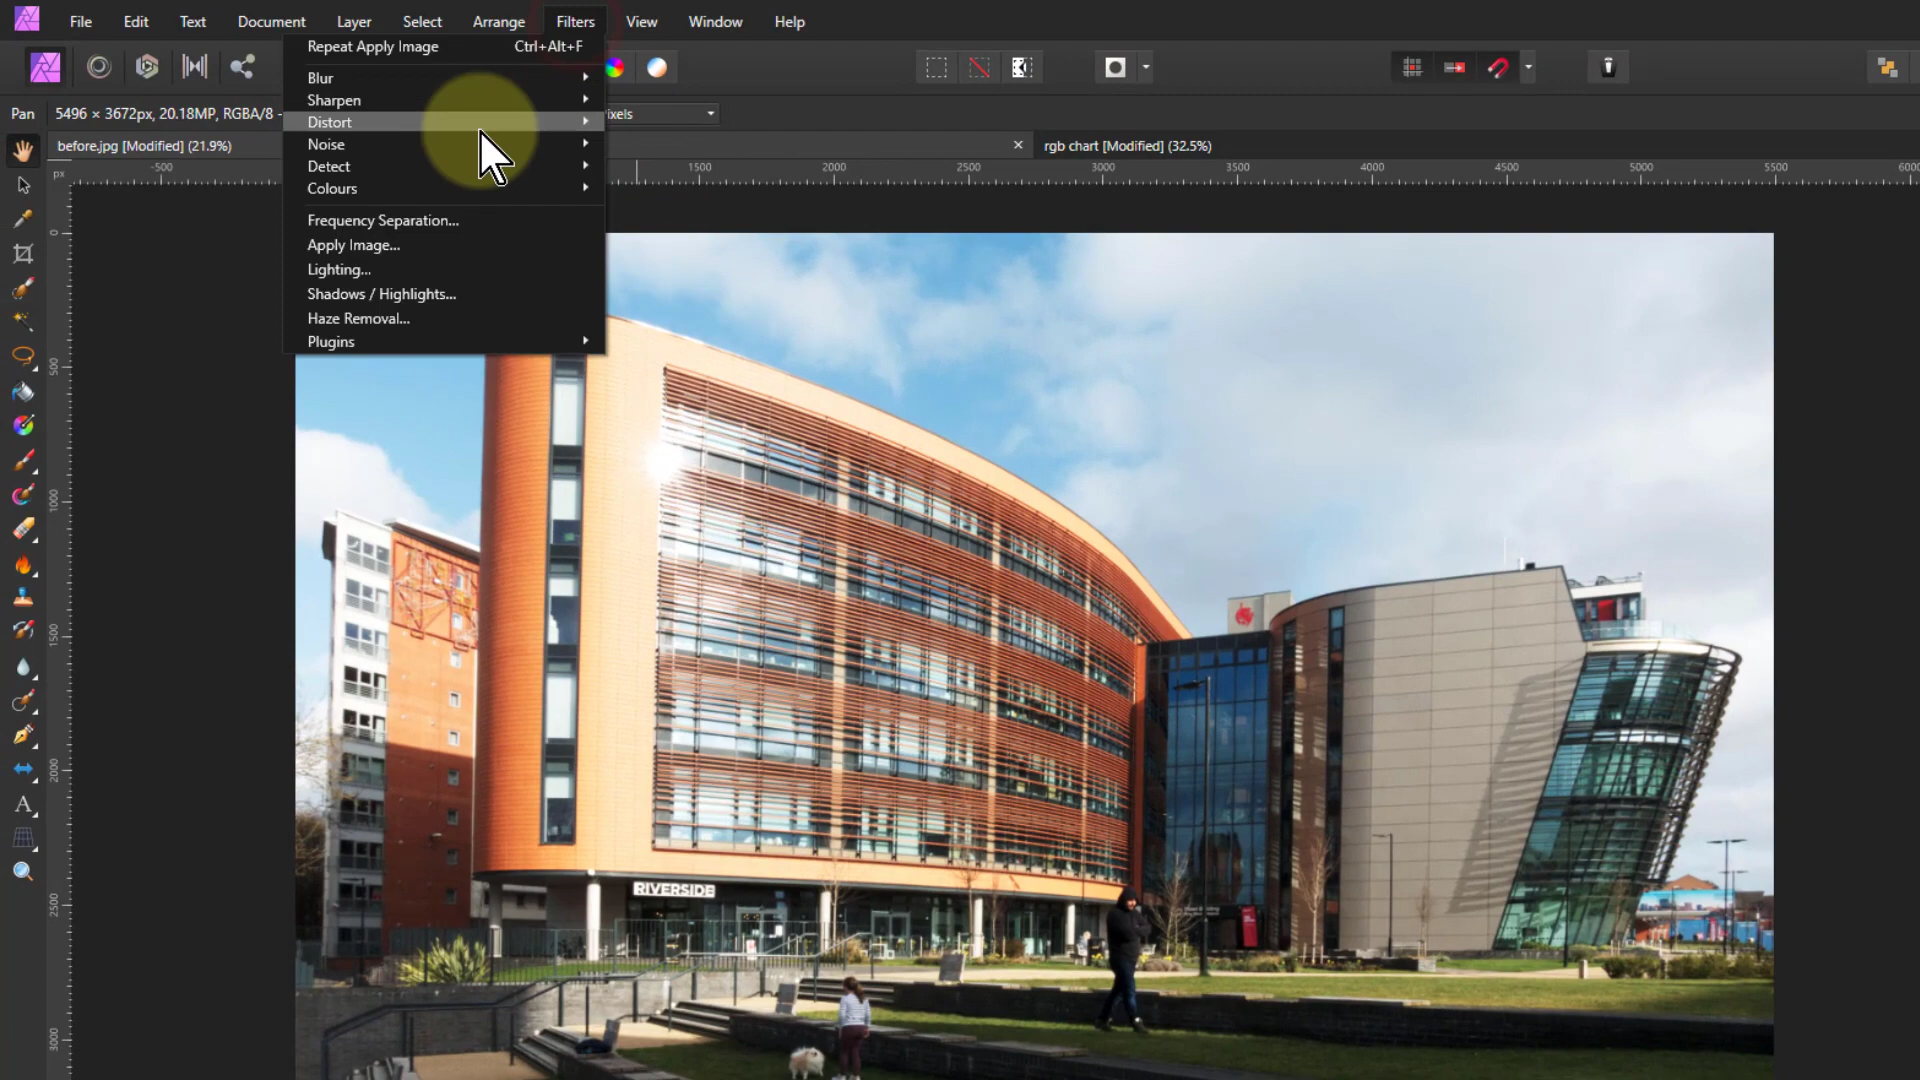 File Edit Text Document Layer Select Arrange Filters View Window Help
Repeat Apply Image Ctrl+Alt+F
Blur
Sharpen
Distort
Noise
Detect
Colours
Frequency Separation...
Apply Image...
Lighting...
Shadows / Highlights...
Haze Removal...
Plugins
Pan 5496 × 3672px, 20.18MP, RGBA/8 - ixels
before.jpg [Modified] (21.9%) × rgb chart [Modified] (32.5%)
px -500 1500 2000 2500 3000 3500 4000 4500 5000 5500 6000
0
500
1000
1500
2000
2500
3000
A
RIVERSIDE